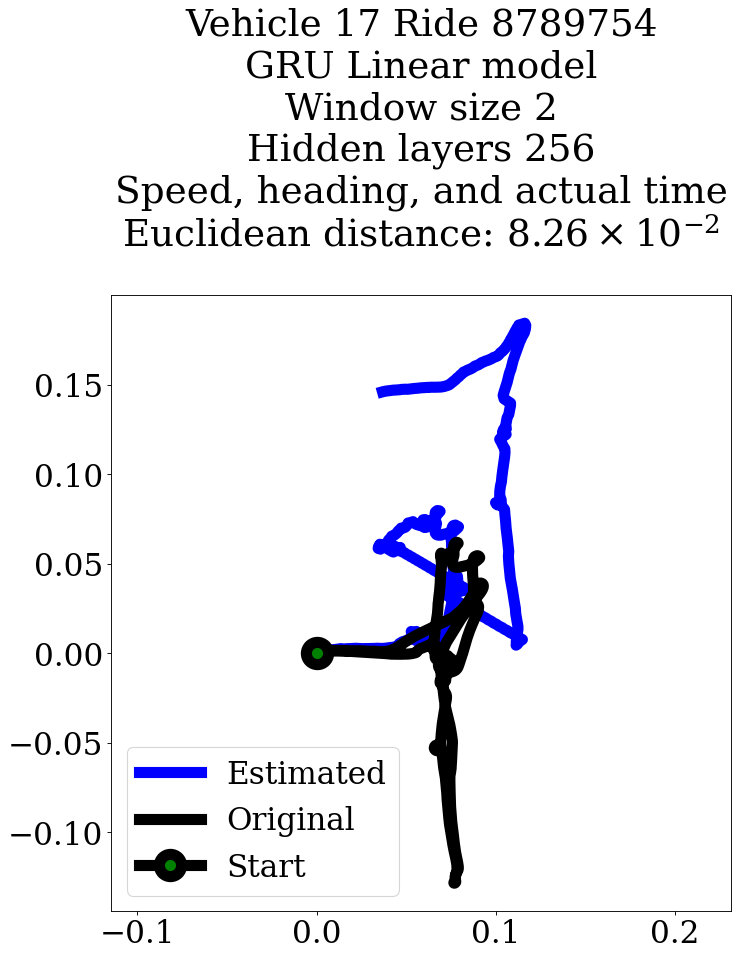 Vehicle 17 Ride 8789754
GRU Linear model
Window size 2
Hidden layers 256
Speed, heading, and actual time
Euclidean distance: 8.26 × 10⁻²
0.15
0.10
0.05
0.00
−0.05
−0.10
Estimated
Original
Start
−0.1
0.0
0.1
0.2